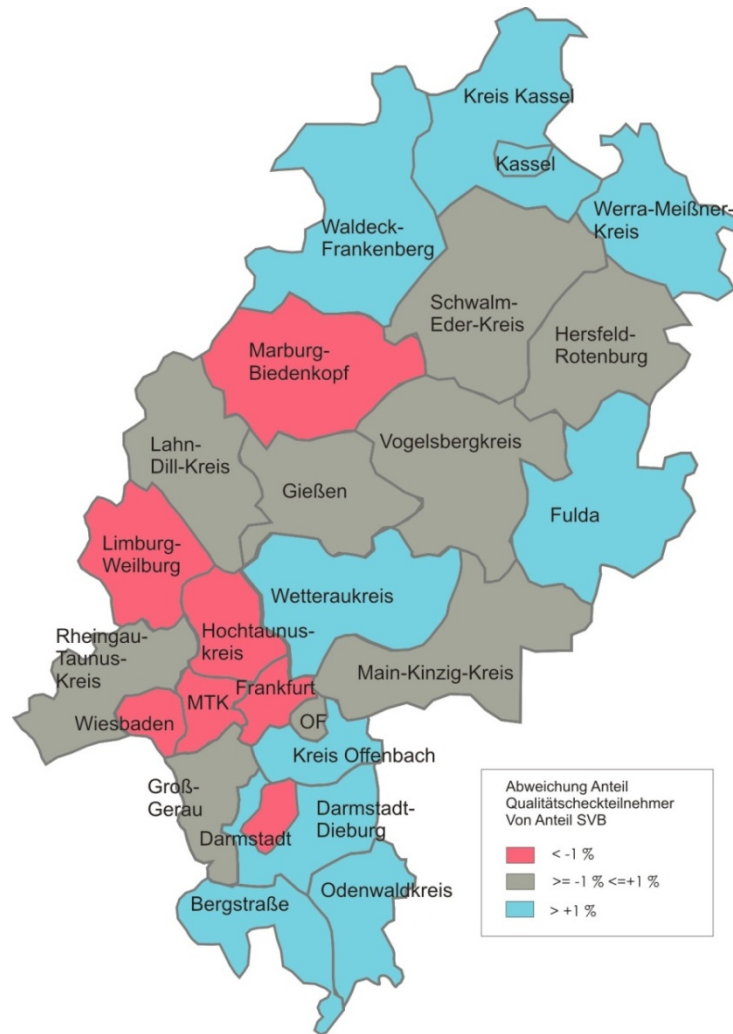 Kreis Kassel
Kassel
Werra-Meißner-
Kreis
Waldeck-
Frankenberg
Schwalm-
Eder-Kreis
Hersfeld-
Rotenburg
Marburg-
Biedenkopf
Lahn-
Dill-Kreis
Vogelsbergkreis
Gießen
Fulda
Limburg-
Weilburg
Wetteraukreis
Hochtaunus-
kreis
Rheingau-
Taunus-
Kreis
Main-Kinzig-Kreis
Frankfurt
MTK
Wiesbaden
OF
Kreis Offenbach
Groß-
Gerau
Darmstadt
Darmstadt-
Dieburg
Odenwaldkreis
Bergstraße
Abweichung Anteil
Qualitätscheckteilnehmer
Von Anteil SVB
< -1 %
>= -1 % <=+1 %
> +1 %